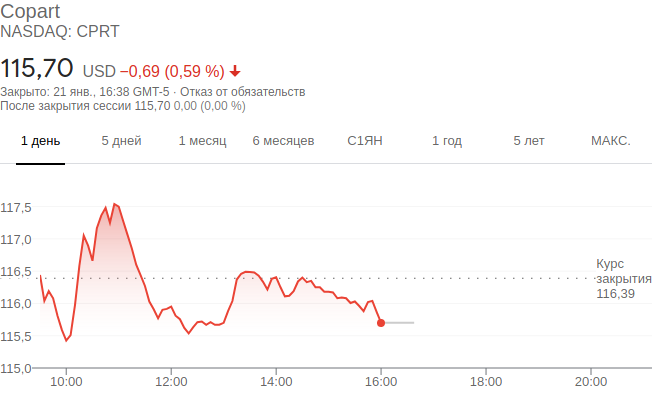 Copart
NASDAQ: CPRT
115,70 USD −0,69 (0,59 %)
Закрыто: 21 янв., 16:38 GMT-5 · Отказ от обязательств
После закрытия сессии 115,70 0,00 (0,00 %)
1 день 5 дней 1 месяц 6 месяцев С1ЯН 1 год 5 лет МАКС.
117,5
117,0
116,5
116,0
115,5
115,0
Курс
закрытия
116,39
10:00 12:00 14:00 16:00 18:00 20:00